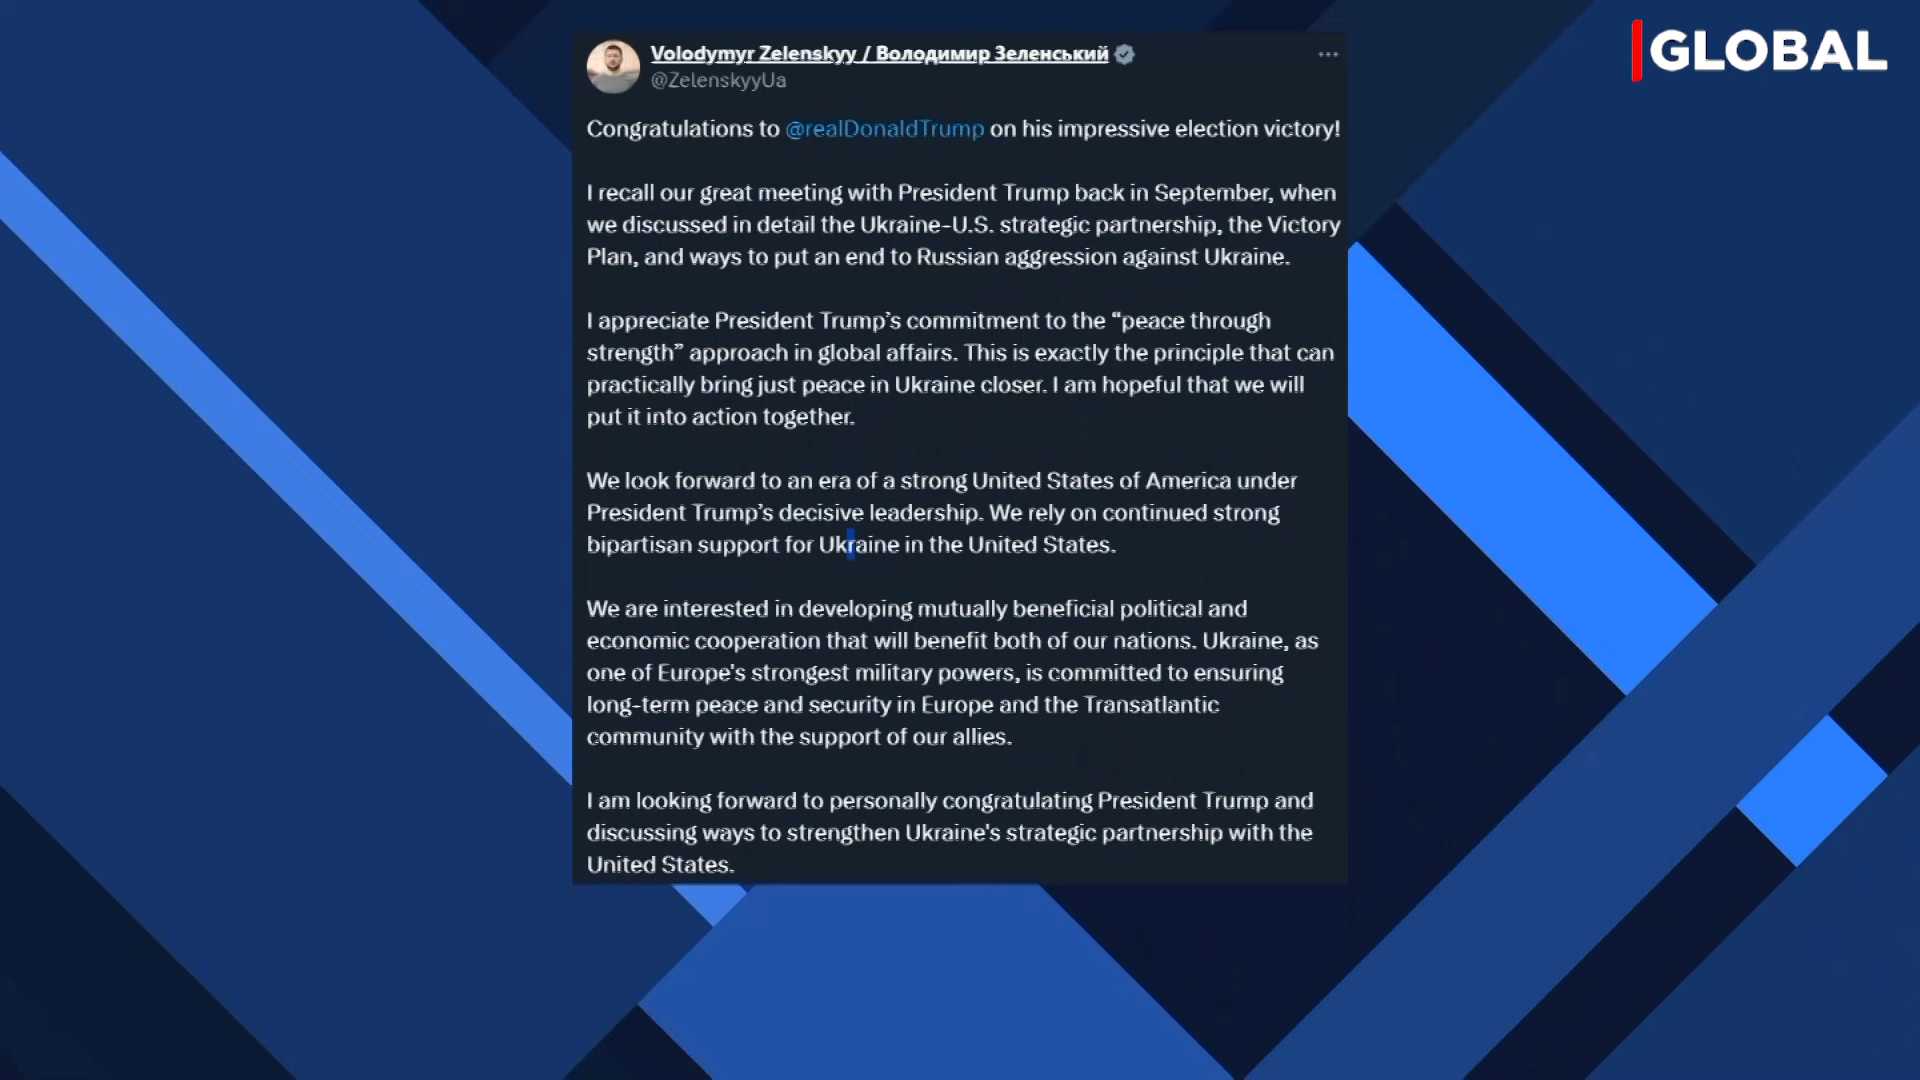 GLOBAL
Volodymyr Zelenskyy / Володимир Зеленський
@ZelenskyyUa
Congratulations to @realDonaldTrump on his impressive election victory!
I recall our great meeting with President Trump back in September, when
we discussed in detail the Ukraine-U.S. strategic partnership, the Victory
Plan, and ways to put an end to Russian aggression against Ukraine.
I appreciate President Trump’s commitment to the “peace through
strength” approach in global affairs. This is exactly the principle that can
practically bring just peace in Ukraine closer. I am hopeful that we will
put it into action together.
We look forward to an era of a strong United States of America under
President Trump’s decisive leadership. We rely on continued strong
bipartisan support for Ukraine in the United States.
We are interested in developing mutually beneficial political and
economic cooperation that will benefit both of our nations. Ukraine, as
one of Europe's strongest military powers, is committed to ensuring
long-term peace and security in Europe and the Transatlantic
community with the support of our allies.
I am looking forward to personally congratulating President Trump and
discussing ways to strengthen Ukraine's strategic partnership with the
United States.